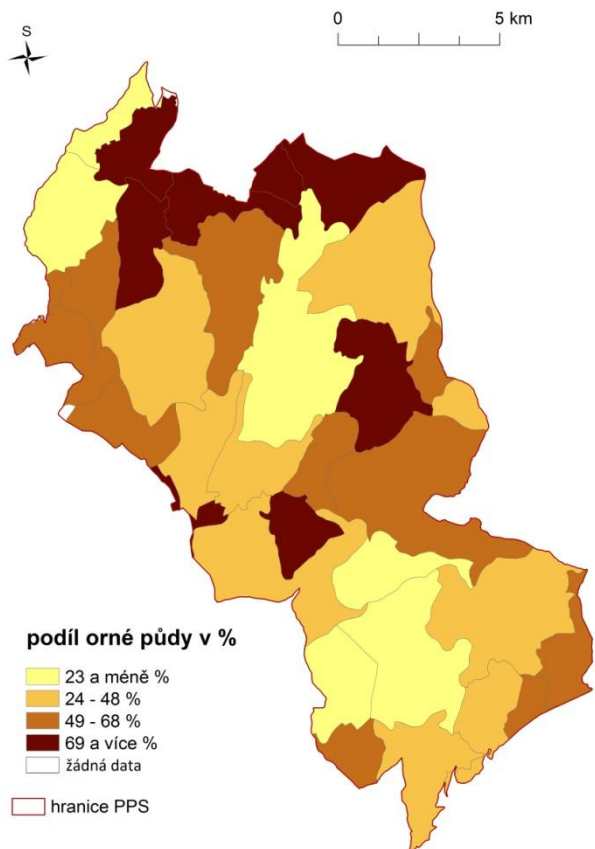 S
0 5 km
podíl orné půdy v %
23 a méně %
24 - 48 %
49 - 68 %
69 a více %
žádná data
hranice PPS